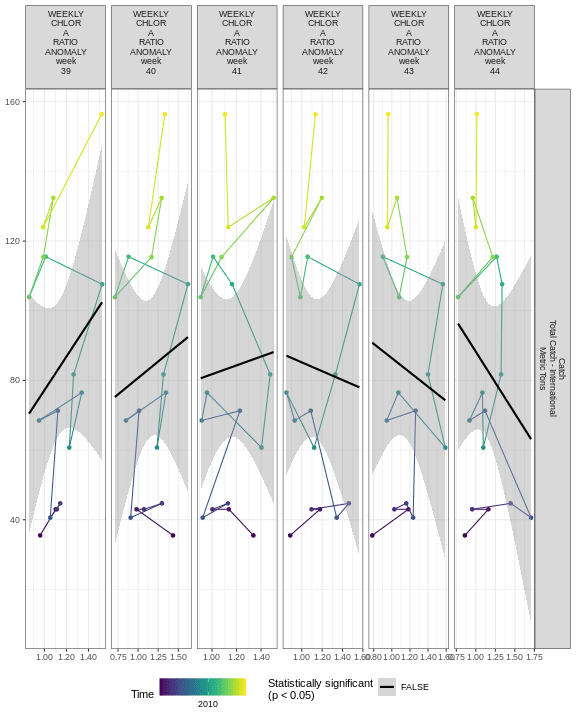 WEEKLY CHLOR A RATIO ANOMALY week 39
WEEKLY CHLOR A RATIO ANOMALY week 40
WEEKLY CHLOR A RATIO ANOMALY week 41
WEEKLY CHLOR A RATIO ANOMALY week 42
WEEKLY CHLOR A RATIO ANOMALY week 43
WEEKLY CHLOR A RATIO ANOMALY week 44
160
120
80
40
Catch
Total Catch - International
Metric Tons
1.00 1.20 1.40
0.75 1.00 1.25 1.50
1.00 1.20 1.40
1.00 1.20 1.40 1.60
0.80 1.00 1.20 1.40 1.60
0.75 1.00 1.25 1.50 1.75
Time
2010
Statistically significant
(p < 0.05)
FALSE